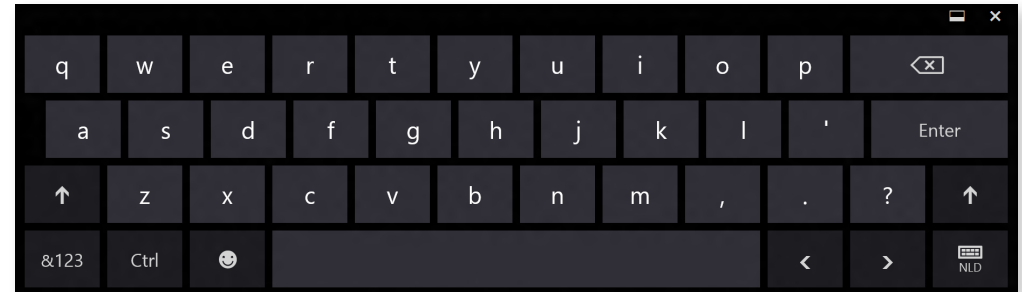 q w e r t y u i o p
a s d f g h j k l ' Enter
z x c v b n m , . ?
&123 Ctrl < >
NLD